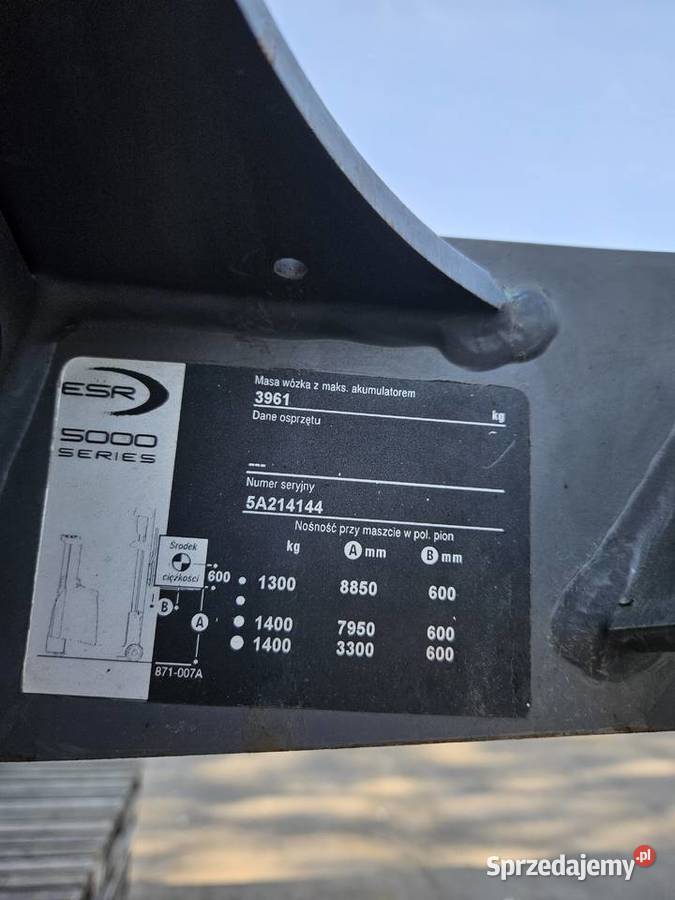 ESR
5000
SERIES
Masa wózka z maks. akumulatorem
3961 kg
Dane osprzętu
---
Numer seryjny
5A214144
Nośność przy maszcie w poł. pion
kg A mm B mm
1300 8850 600
1400 7950 600
1400 3300 600
Środek
ciężkości
600
B
A
871-007A
Sprzedajemy.pl